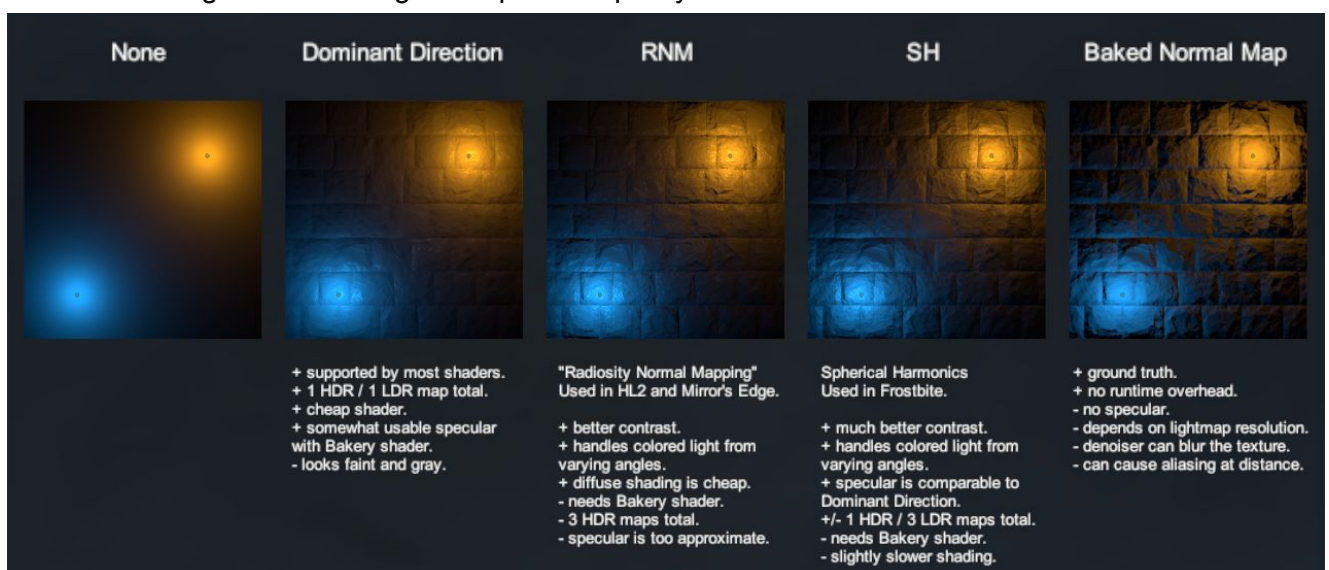 None
Dominant Direction
+ supported by most shaders.
+ 1 HDR / 1 LDR map total.
+ cheap shader.
+ somewhat usable specular
with Bakery shader.
- looks faint and gray.
RNM
"Radiosity Normal Mapping"
Used in HL2 and Mirror's Edge.
+ better contrast.
+ handles colored light from
varying angles.
+ diffuse shading is cheap.
- needs Bakery shader.
- 3 HDR maps total.
- specular is too approximate.
SH
Spherical Harmonics
Used in Frostbite.
+ much better contrast.
+ handles colored light from
varying angles.
+ specular is comparable to
Dominant Direction.
+/- 1 HDR / 3 LDR maps total.
- needs Bakery shader.
- slightly slower shading.
Baked Normal Map
+ ground truth.
+ no runtime overhead.
- no specular.
- depends on lightmap resolution.
- denoiser can blur the texture.
- can cause aliasing at distance.